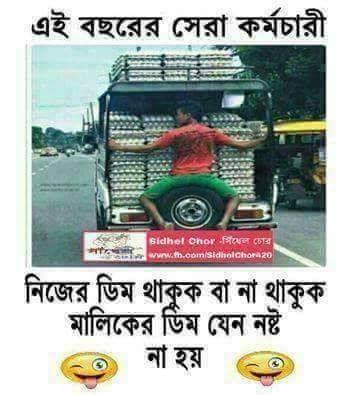 এই বছরের সেরা কর্মচারী
Sidhel Chor -সিঁধেল চোর
www.fb.com/SidhelChor420
নিজের ডিম থাকুক বা না থাকুক
মালিকের ডিম যেন নষ্ট
না হয়